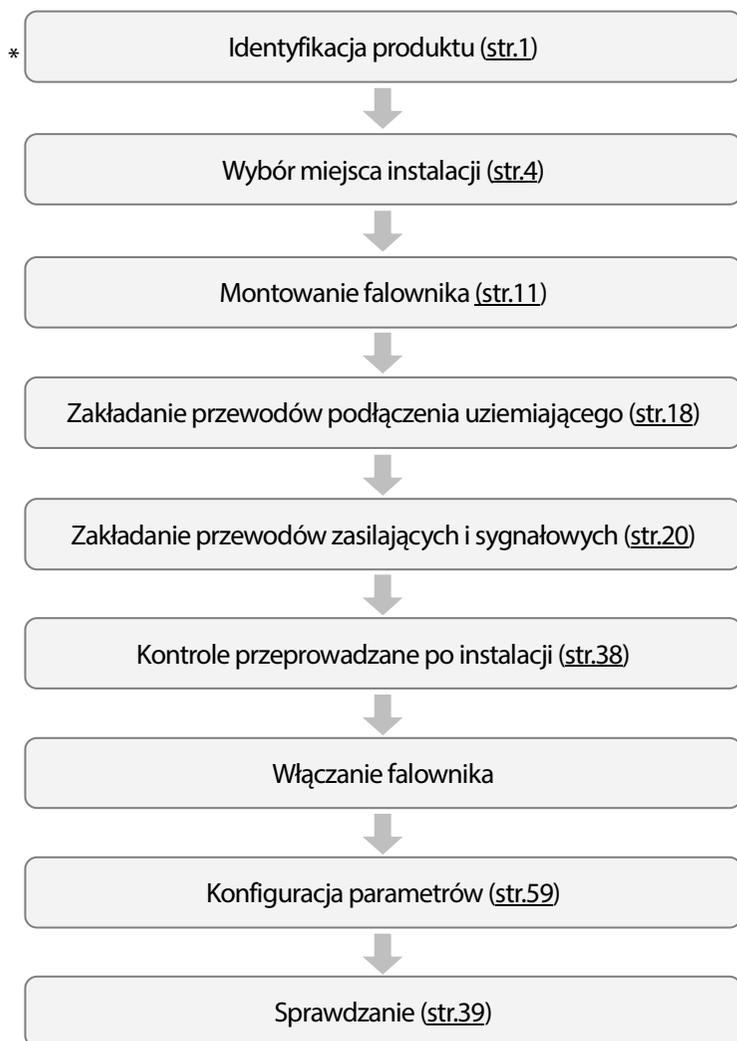 * Identyfikacja produktu (str.1)
Wybór miejsca instalacji (str.4)
Montowanie falownika (str.11)
Zakładanie przewodów podłączenia uziemiającego (str.18)
Zakładanie przewodów zasilających i sygnałowych (str.20)
Kontrole przeprowadzane po instalacji (str.38)
Włączanie falownika
Konfiguracja parametrów (str.59)
Sprawdzanie (str.39)